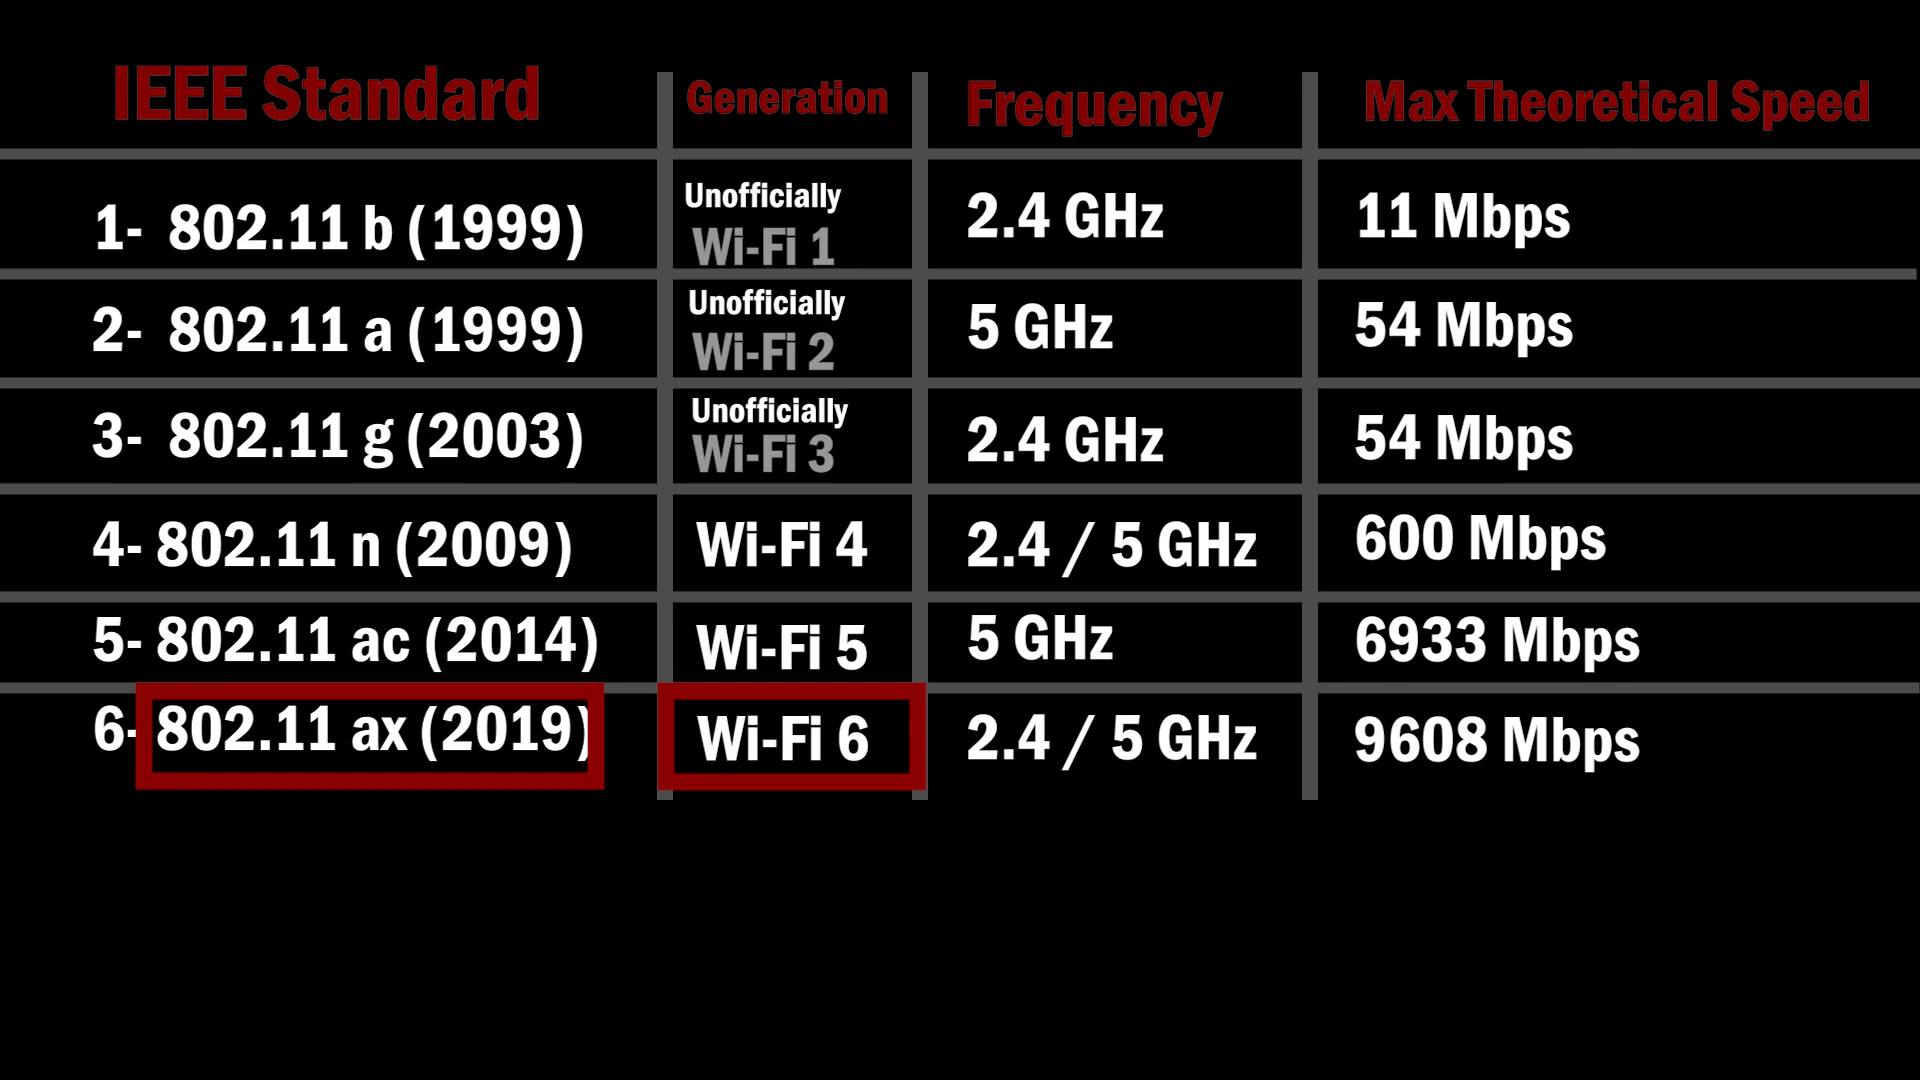 IEEE Standard Generation Frequency Max Theoretical Speed
1- 802.11 b (1999) Unofficially Wi-Fi 1 2.4 GHz 11 Mbps
2- 802.11 a (1999) Unofficially Wi-Fi 2 5 GHz 54 Mbps
3- 802.11 g (2003) Unofficially Wi-Fi 3 2.4 GHz 54 Mbps
4- 802.11 n (2009) Wi-Fi 4 2.4 / 5 GHz 600 Mbps
5- 802.11 ac (2014) Wi-Fi 5 5 GHz 6933 Mbps
6- 802.11 ax (2019) Wi-Fi 6 2.4 / 5 GHz 9608 Mbps